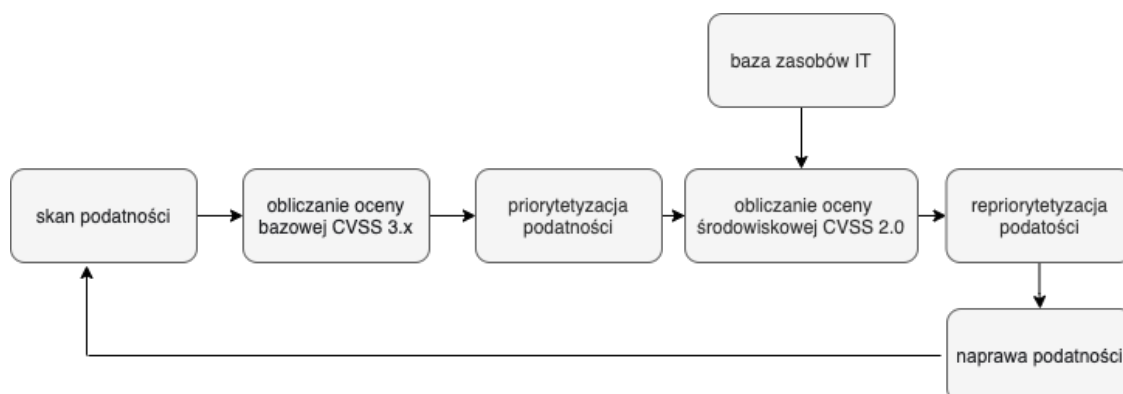 baza zasobów IT
skan podatności
obliczanie oceny
bazowej CVSS 3.x
priorytetyzacja
podatności
obliczanie oceny
środowiskowej CVSS 2.0
repriorytetyzacja
podatości
naprawa podatności